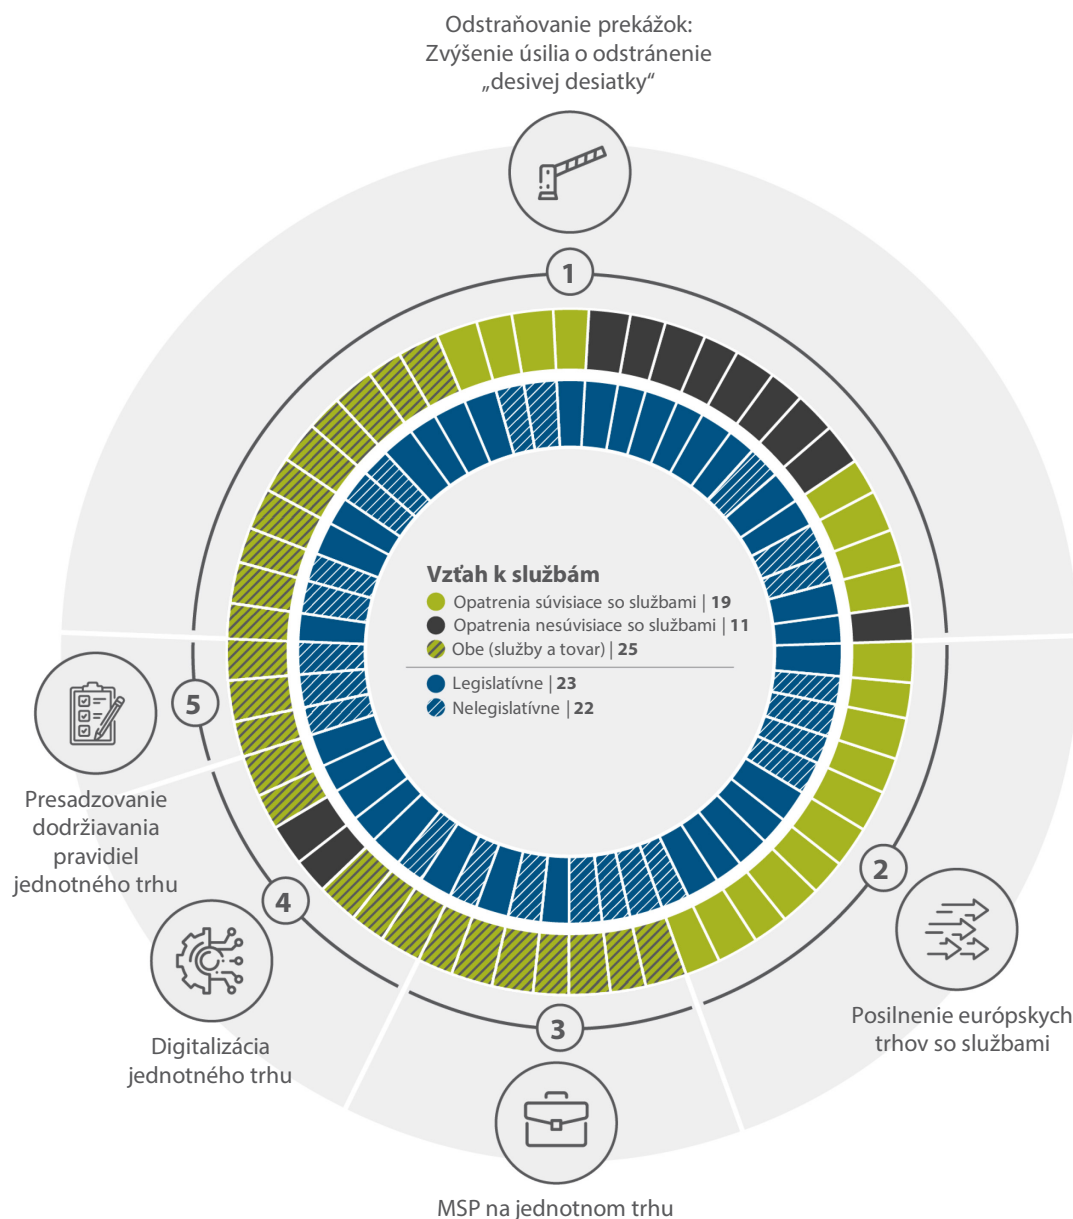 Odstraňovanie prekážok:
Zvýšenie úsilia o odstránenie
„desivej desiatky“
1
Vzťah k službám
Opatrenia súvisiace so službami | 19
Opatrenia nesúvisiace so službami | 11
Obe (služby a tovar) | 25
Legislatívne | 23
Nelegislatívne | 22
5
Presadzovanie
dodržiavania
pravidiel
jednotného trhu
2
4
Posilnenie európskych
trhov so službami
3
Digitalizácia
jednotného trhu
MSP na jednotnom trhu